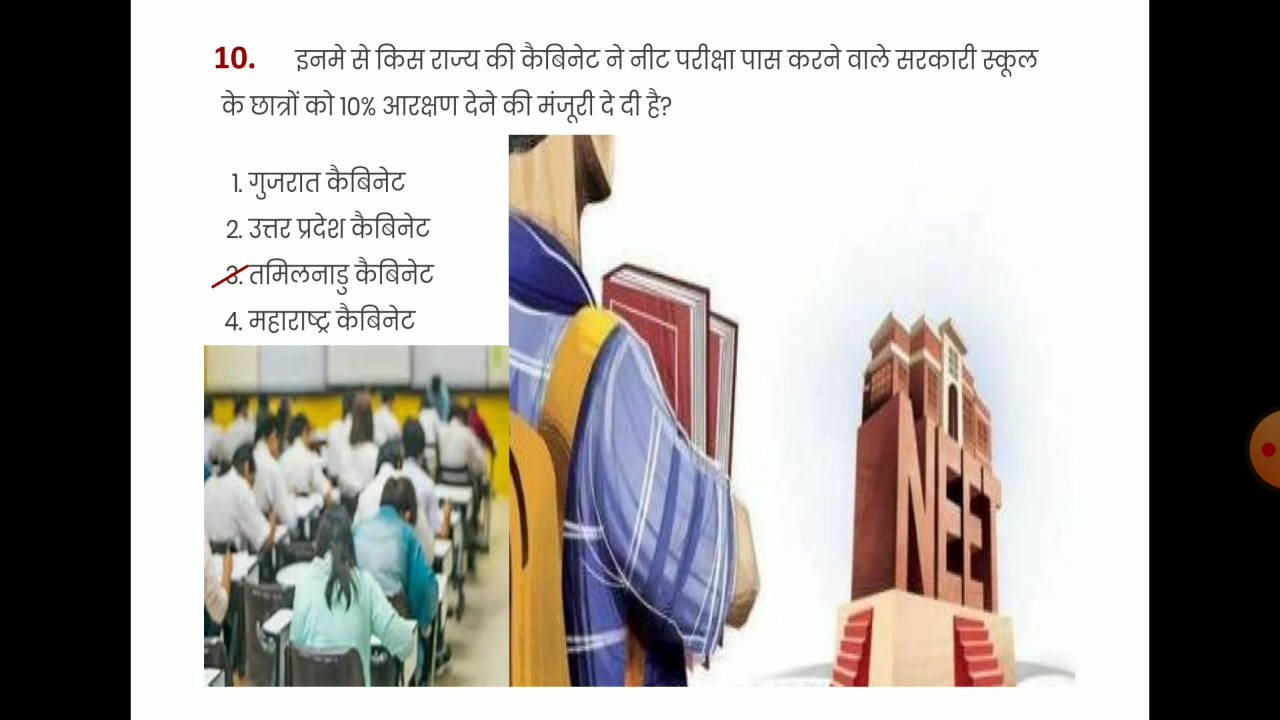 10. इनमे से किस राज्य की कैबिनेट ने नीट परीक्षा पास करने वाले सरकारी स्कूल
के छात्रों को 10% आरक्षण देने की मंजूरी दे दी है?
1. गुजरात कैबिनेट
2. उत्तर प्रदेश कैबिनेट
3. तमिलनाडु कैबिनेट
4. महाराष्ट्र कैबिनेट
NEET